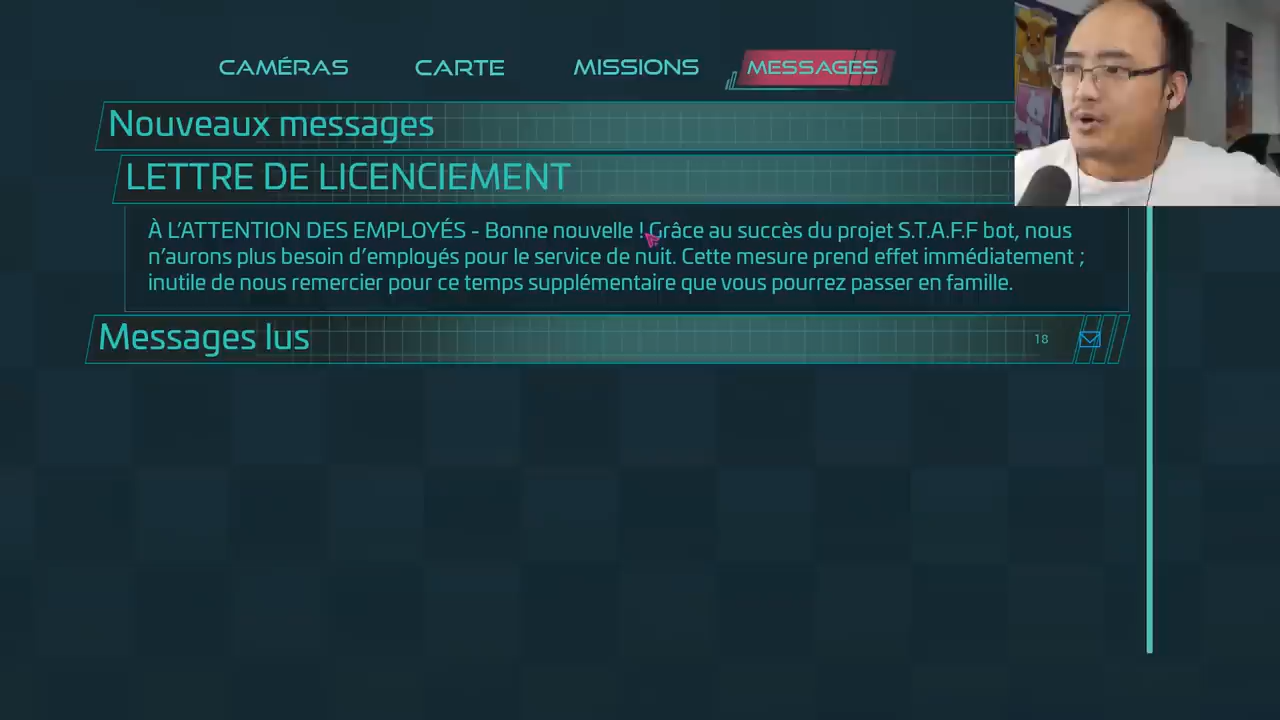 CAMÉRAS CARTE MISSIONS MESSAGES
Nouveaux messages
LETTRE DE LICENCIEMENT
À L'ATTENTION DES EMPLOYÉS - Bonne nouvelle ! Grâce au succès du projet S.T.A.F.F bot, nous
n'aurons plus besoin d'employés pour le service de nuit. Cette mesure prend effet immédiatement ;
inutile de nous remercier pour ce temps supplémentaire que vous pourrez passer en famille.
Messages lus 18